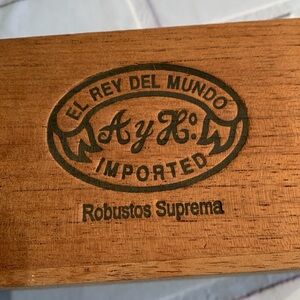 EL REY DEL MUNDO
A y Ho.
IMPORTED
Robustos Suprema